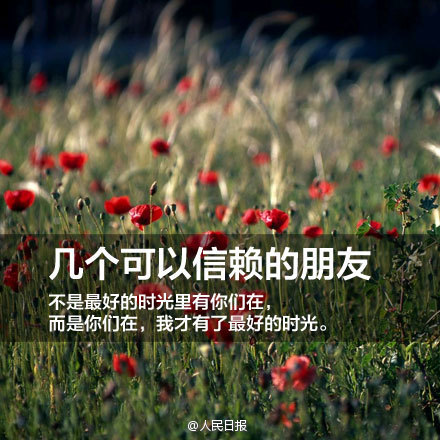 几个可以信赖的朋友
不是最好的时光里有你们在，
而是你们在，我才有了最好的时光。
@人民日报